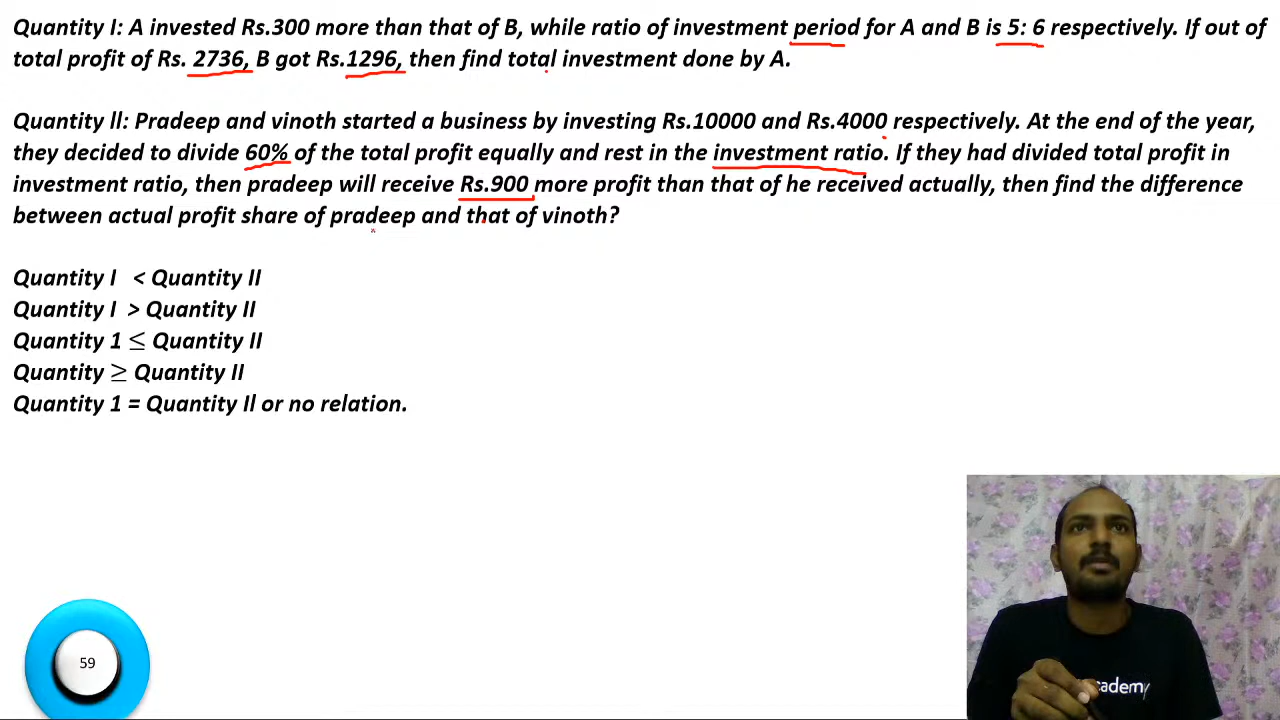 Quantity I: A invested Rs.300 more than that of B, while ratio of investment period for A and B is 5: 6 respectively. If out of
total profit of Rs. 2736, B got Rs.1296, then find total investment done by A.
Quantity ll: Pradeep and vinoth started a business by investing Rs.10000 and Rs.4000 respectively. At the end of the year,
they decided to divide 60% of the total profit equally and rest in the investment ratio. If they had divided total profit in
investment ratio, then pradeep will receive Rs.900 more profit than that of he received actually, then find the difference
between actual profit share of pradeep and that of vinoth?
Quantity I < Quantity II
Quantity I > Quantity II
Quantity 1 ≤ Quantity II
Quantity ≥ Quantity II
Quantity 1 = Quantity Il or no relation.
ademy
59